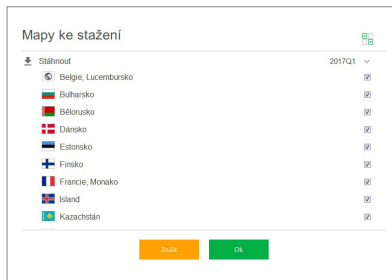 Mapy ke stažení
Stáhnout 2017Q1
Belgie, Lucembursko
Bulharsko
Bělorusko
Dánsko
Estonsko
Finsko
Francie, Monako
Island
Kazachstán
Zrušit Ok